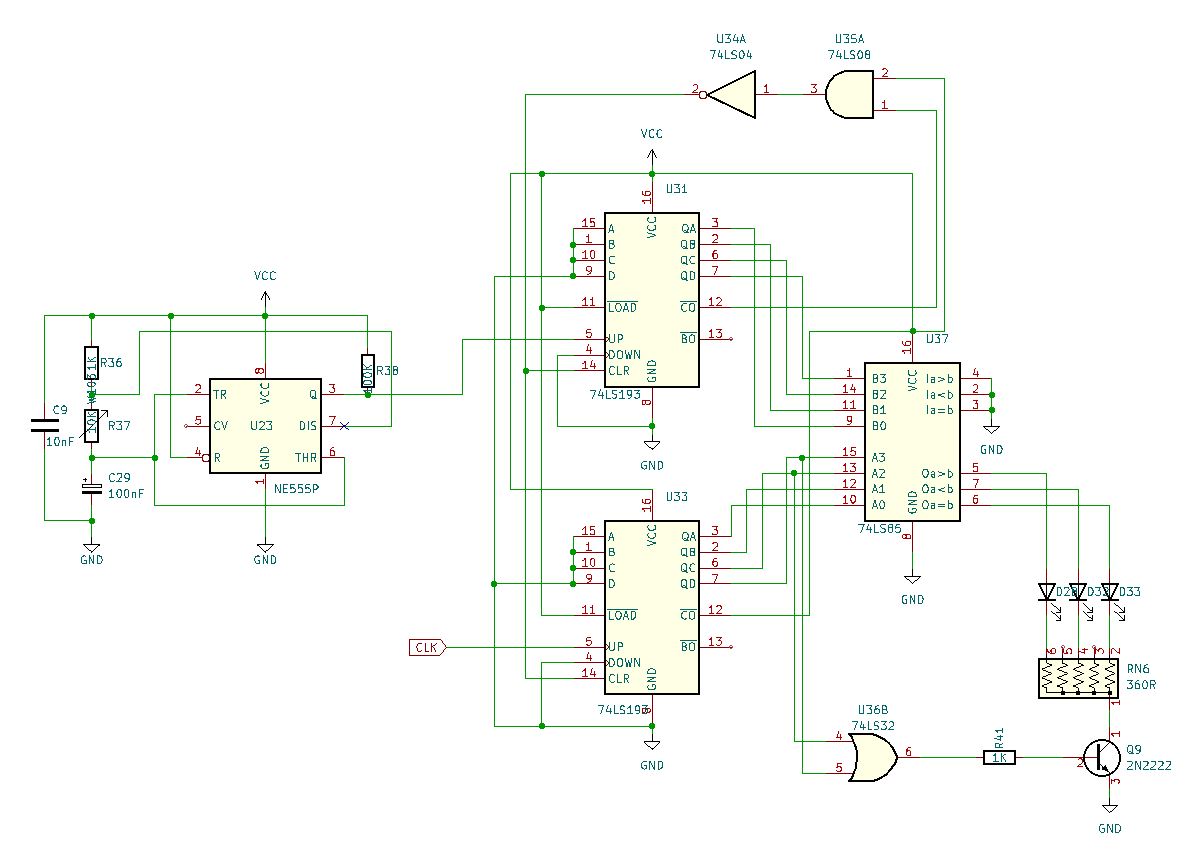 U34A
74LS04
2
1
U35A
74LS08
3
2
1
VCC
U31
16
VCC
15 A
1 B
10 C
9 D
11 LOAD
5 UP
4 DOWN
14 CLR
QA 3
QB 2
QC 6
QD 7
CO 12
BO 13
GND
8
74LS193
GND
VCC
R36
1K
R37
10K
C9
10nF
C29
100nF
GND
8
VCC
2 TR
5 CV
4 R
U23
Q 3
DIS 7
THR 6
GND
1
NE555P
GND
R38
100K
U37
16
VCC
1 B3
14 B2
11 B1
9 B0
15 A3
13 A2
12 A1
10 A0
Ia>b 4
Ia<b 2
Ia=b 3
Oa>b 5
Oa<b 7
Oa=b 6
GND
8
74LS85
GND
GND
U33
16
VCC
15 A
1 B
10 C
9 D
11 LOAD
5 UP
4 DOWN
14 CLR
QA 3
QB 2
QC 6
QD 7
CO 12
BO 13
GND
8
74LS193
GND
CLK
D33
6
5
4
3
2
RN6
360R
1
U36B
74LS32
4
5
6
R41
1K
1
2
3
Q9
2N2222
GND